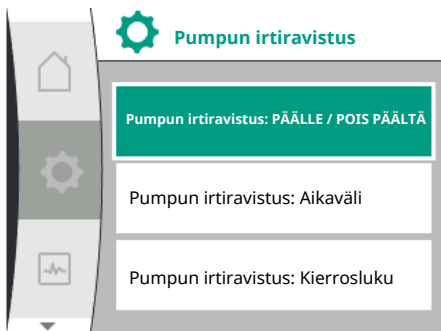 Pumpun irtiravistus
Pumpun irtiravistus: PÄÄLLE / POIS PÄÄLTÄ
Pumpun irtiravistus: Aikaväli
Pumpun irtiravistus: Kierrosluku